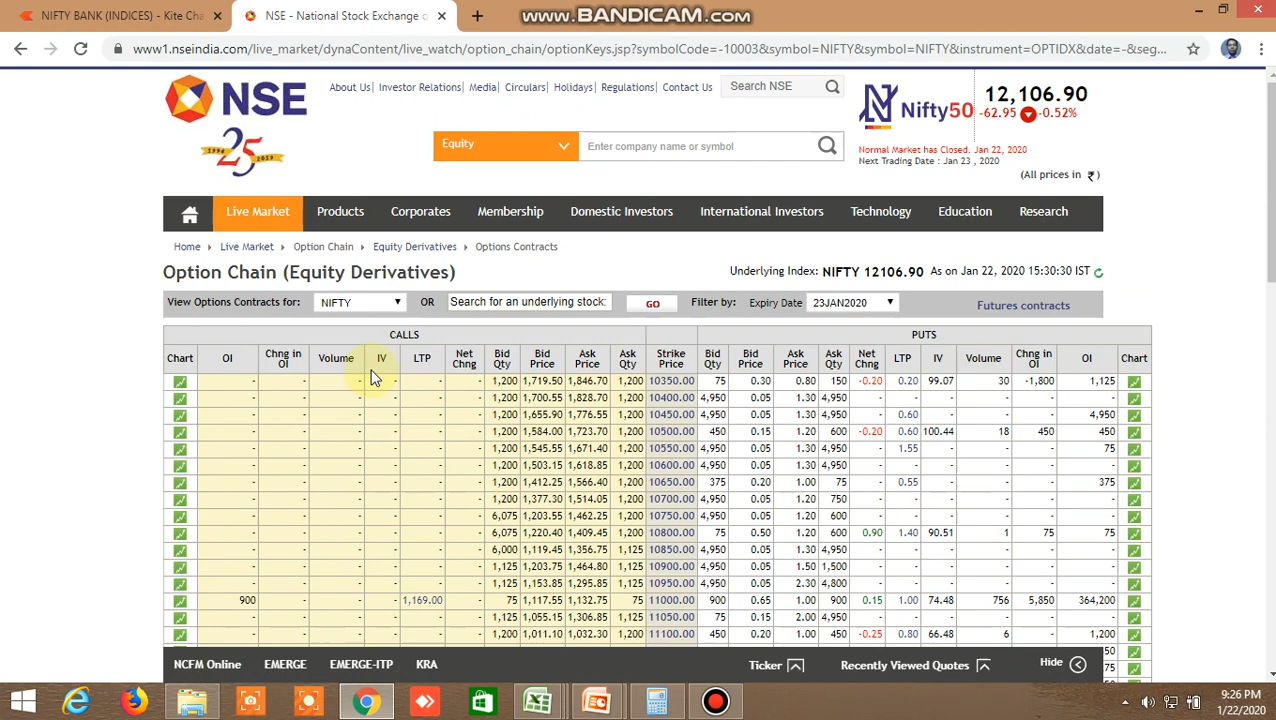 NIFTY BANK (INDICES) - Kite Cha
NSE - National Stock Exchange o
www.BANDICAM.com
www1.nseindia.com/live_market/dynaContent/live_watch/option_chain/optionKeys.jsp?symbolCode=-10003&symbol=NIFTY&symbol=NIFTY&instrument=OPTIDX&date=-&seg...
NSE
About Us | Investor Relations | Media | Circulars | Holidays | Regulations | Contact Us
Search NSE
Nifty50
12,106.90
-62.95 -0.52%
Equity
Enter company name or symbol
Normal Market has Closed. Jan 22, 2020
Next Trading Date : Jan 23 , 2020
(All prices in ₹)
Home Live Market Products Corporates Membership Domestic Investors International Investors Technology Education Research
Home Live Market Option Chain Equity Derivatives Options Contracts
Option Chain (Equity Derivatives)
Underlying Index: NIFTY 12106.90 As on Jan 22, 2020 15:30:30 IST
View Options Contracts for: NIFTY OR Search for an underlying stock: GO Filter by: Expiry Date 23JAN2020 Futures contracts
CALLS PUTS
Chart OI Chng in OI Volume IV LTP Net Chng Bid Qty Bid Price Ask Price Ask Qty Strike Price Bid Qty Bid Price Ask Price Ask Qty Net Chng LTP IV Volume Chng in OI OI Chart
- - - - - - 1,200 1,719.50 1,846.70 1,200 10350.00 75 0.30 0.80 150 -0.20 0.20 99.07 30 -1,800 1,125
- - - - - - 1,200 1,700.55 1,828.70 1,200 10400.00 4,950 0.05 1.30 4,950 - - - - - -
- - - - - - 1,200 1,655.90 1,776.55 1,200 10450.00 4,950 0.05 1.30 4,950 - 0.60 - - - 4,950
- - - - - - 1,200 1,584.00 1,723.70 1,200 10500.00 450 0.15 1.20 600 -0.20 0.60 100.44 18 450 450
- - - - - - 1,200 1,545.55 1,671.40 1,200 10550.00 4,950 0.05 1.30 4,950 - 1.55 - - - 75
- - - - - - 1,200 1,503.15 1,618.85 1,200 10600.00 4,950 0.05 1.30 4,950 - - - - - -
- - - - - - 1,200 1,412.25 1,566.40 1,200 10650.00 375 0.20 1.00 75 - 0.55 - - - 375
- - - - - - 1,200 1,377.30 1,514.05 1,200 10700.00 4,950 0.05 1.20 750 - - - - - -
- - - - - - 6,075 1,203.55 1,462.25 1,200 10750.00 4,950 0.05 1.20 600 - - - - - -
- - - - - - 6,075 1,220.40 1,409.45 1,200 10800.00 75 0.50 1.20 600 0.90 1.40 90.51 1 75 75
- - - - - - 6,000 1,119.45 1,356.75 1,125 10850.00 4,950 0.05 1.30 4,950 - - - - - -
- - - - - - 1,125 1,203.75 1,464.80 1,125 10900.00 4,950 0.05 1.50 1,500 - - - - - -
- - - - - - 1,125 1,153.85 1,295.85 1,125 10950.00 4,950 0.05 2.30 4,800 - - - - - -
900 - - - 1,169.00 - 75 1,117.55 1,132.75 75 11000.00 900 0.65 1.00 900 0.15 1.00 74.48 756 5,850 364,200
- - - - - - 1,125 1,055.15 1,306.85 1,125 11050.00 75 0.15 2.00 4,950 - - - - - -
- - - - - - 1,200 1,011.10 1,032.30 1,200 11100.00 450 0.20 1.00 450 -0.25 0.80 66.48 6 - 1,200
NCFM Online EMERGE EMERGE-ITP KRA Ticker Recently Viewed Quotes Hide
9:26 PM
1/22/2020